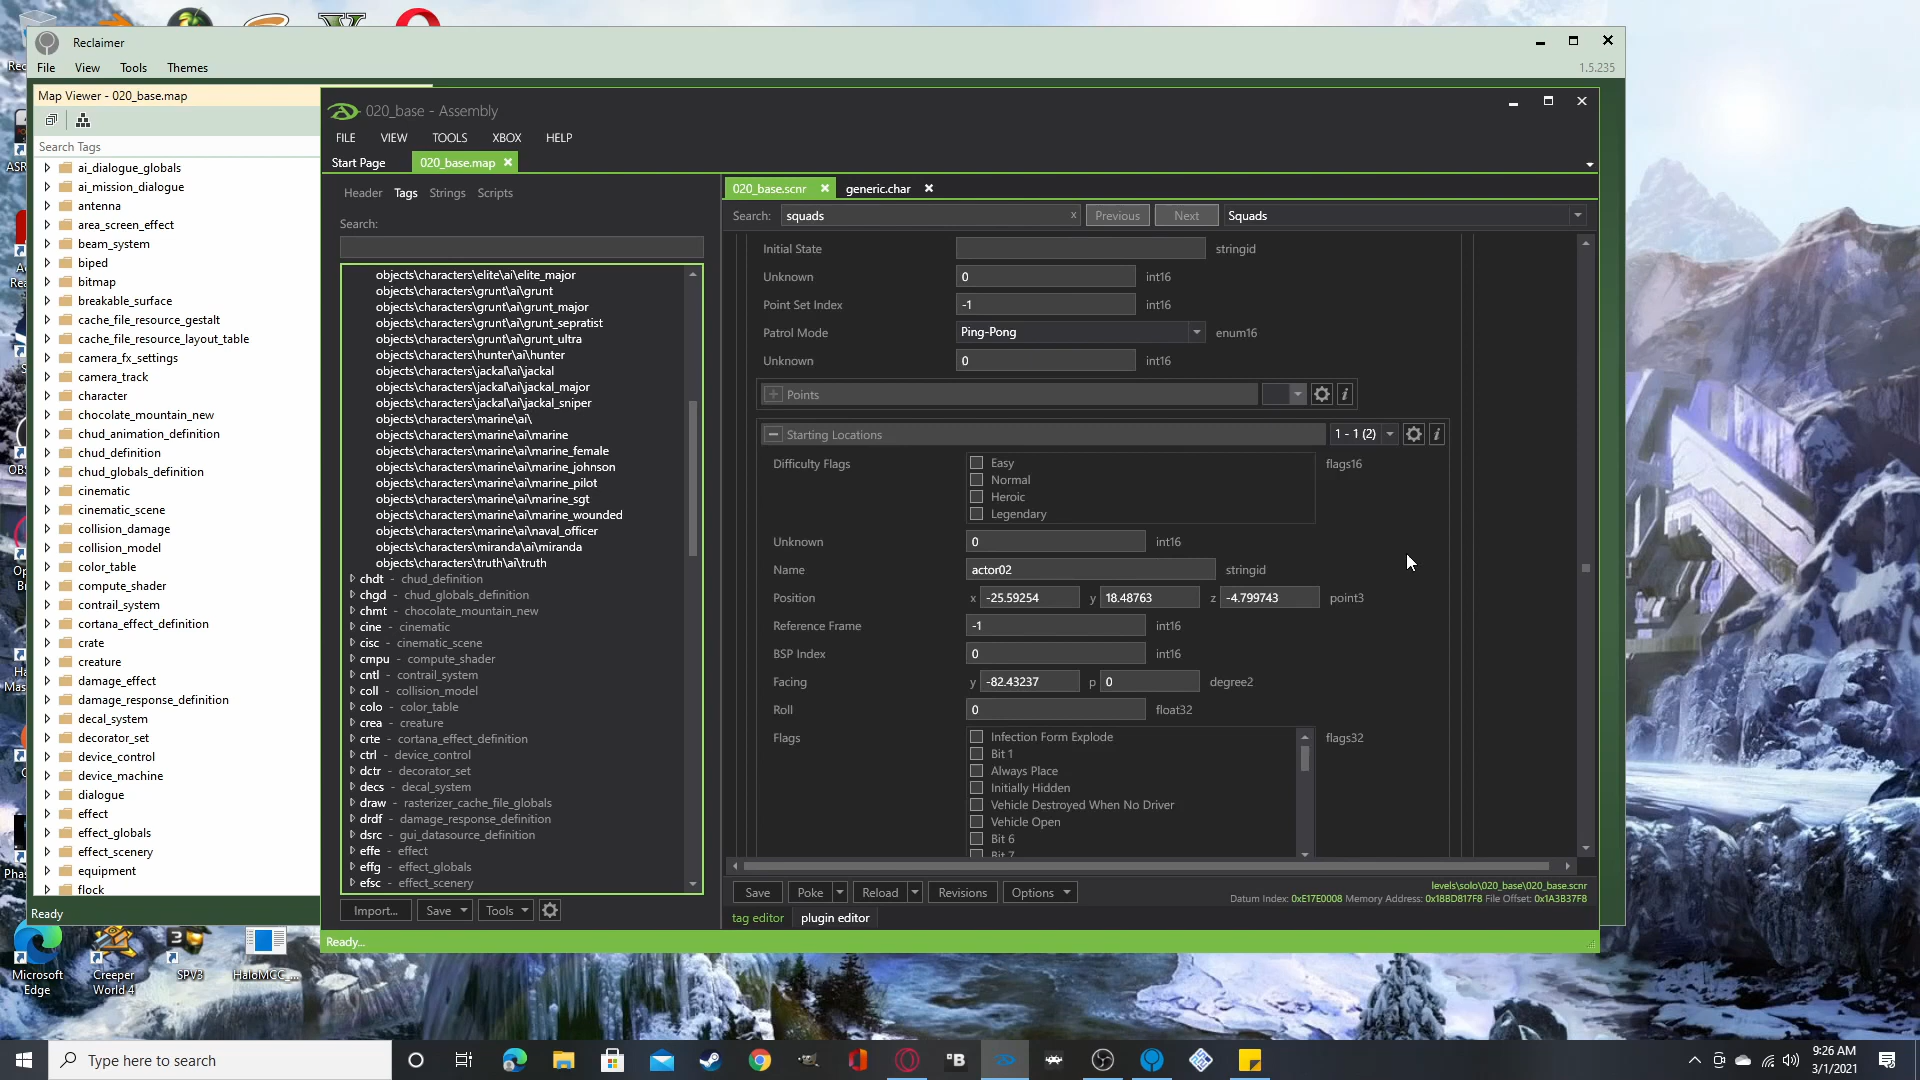 Reclaimer
File View Tools Themes
1.5.235
Map Viewer - 020_base.map
Search Tags
ai_dialogue_globals
ai_mission_dialogue
antenna
area_screen_effect
beam_system
biped
bitmap
breakable_surface
cache_file_resource_gestalt
cache_file_resource_layout_table
camera_fx_settings
camera_track
character
chocolate_mountain_new
chud_animation_definition
chud_definition
chud_globals_definition
cinematic
cinematic_scene
collision_damage
collision_model
color_table
compute_shader
contrail_system
cortana_effect_definition
crate
creature
damage_effect
damage_response_definition
decal_system
decorator_set
device_control
device_machine
dialogue
effect
effect_globals
effect_scenery
equipment
flock
Ready
020_base - Assembly
FILE VIEW TOOLS XBOX HELP
Start Page 020_base.map
Header Tags Strings Scripts
Search:
objects\characters\elite\ai\elite_major
objects\characters\grunt\ai\grunt
objects\characters\grunt\ai\grunt_major
objects\characters\grunt\ai\grunt_sepratist
objects\characters\grunt\ai\grunt_ultra
objects\characters\hunter\ai\hunter
objects\characters\jackal\ai\jackal
objects\characters\jackal\ai\jackal_major
objects\characters\jackal\ai\jackal_sniper
objects\characters\marine\ai\
objects\characters\marine\ai\marine
objects\characters\marine\ai\marine_female
objects\characters\marine\ai\marine_johnson
objects\characters\marine\ai\marine_pilot
objects\characters\marine\ai\marine_sgt
objects\characters\marine\ai\marine_wounded
objects\characters\marine\ai\naval_officer
objects\characters\miranda\ai\miranda
objects\characters\truth\ai\truth
chdt - chud_definition
chgd - chud_globals_definition
chmt - chocolate_mountain_new
cine - cinematic
cisc - cinematic_scene
cmpu - compute_shader
cntl - contrail_system
coll - collision_model
colo - color_table
crea - creature
crte - cortana_effect_definition
ctrl - device_control
dctr - decorator_set
decs - decal_system
draw - rasterizer_cache_file_globals
drdf - damage_response_definition
dsrc - gui_datasource_definition
effe - effect
effg - effect_globals
efsc - effect_scenery
Import... Save Tools
Ready...
020_base.scnr generic.char
Search: squads x Previous Next Squads
Initial State stringid
Unknown 0 int16
Point Set Index -1 int16
Patrol Mode Ping-Pong enum16
Unknown 0 int16
Points
Starting Locations 1 - 1 (2)
Difficulty Flags Easy flags16
Normal
Heroic
Legendary
Unknown 0 int16
Name actor02 stringid
Position x -25.59254 y 18.48763 z -4.799743 point3
Reference Frame -1 int16
BSP Index 0 int16
Facing y -82.43237 p 0 degree2
Roll 0 float32
Flags Infection Form Explode flags32
Bit 1
Always Place
Initially Hidden
Vehicle Destroyed When No Driver
Vehicle Open
Bit 6
Bit 7
Save Poke Reload Revisions Options
levels\solo\020_base\020_base.scnr
Datum Index: 0xE17E0008 Memory Address: 0x18BD817F8 File Offset: 0x1A3B37F8
tag editor plugin editor
Microsoft Edge
Creeper World 4
SPV3
HaloMCC_...
Type here to search
9:26 AM
3/1/2021